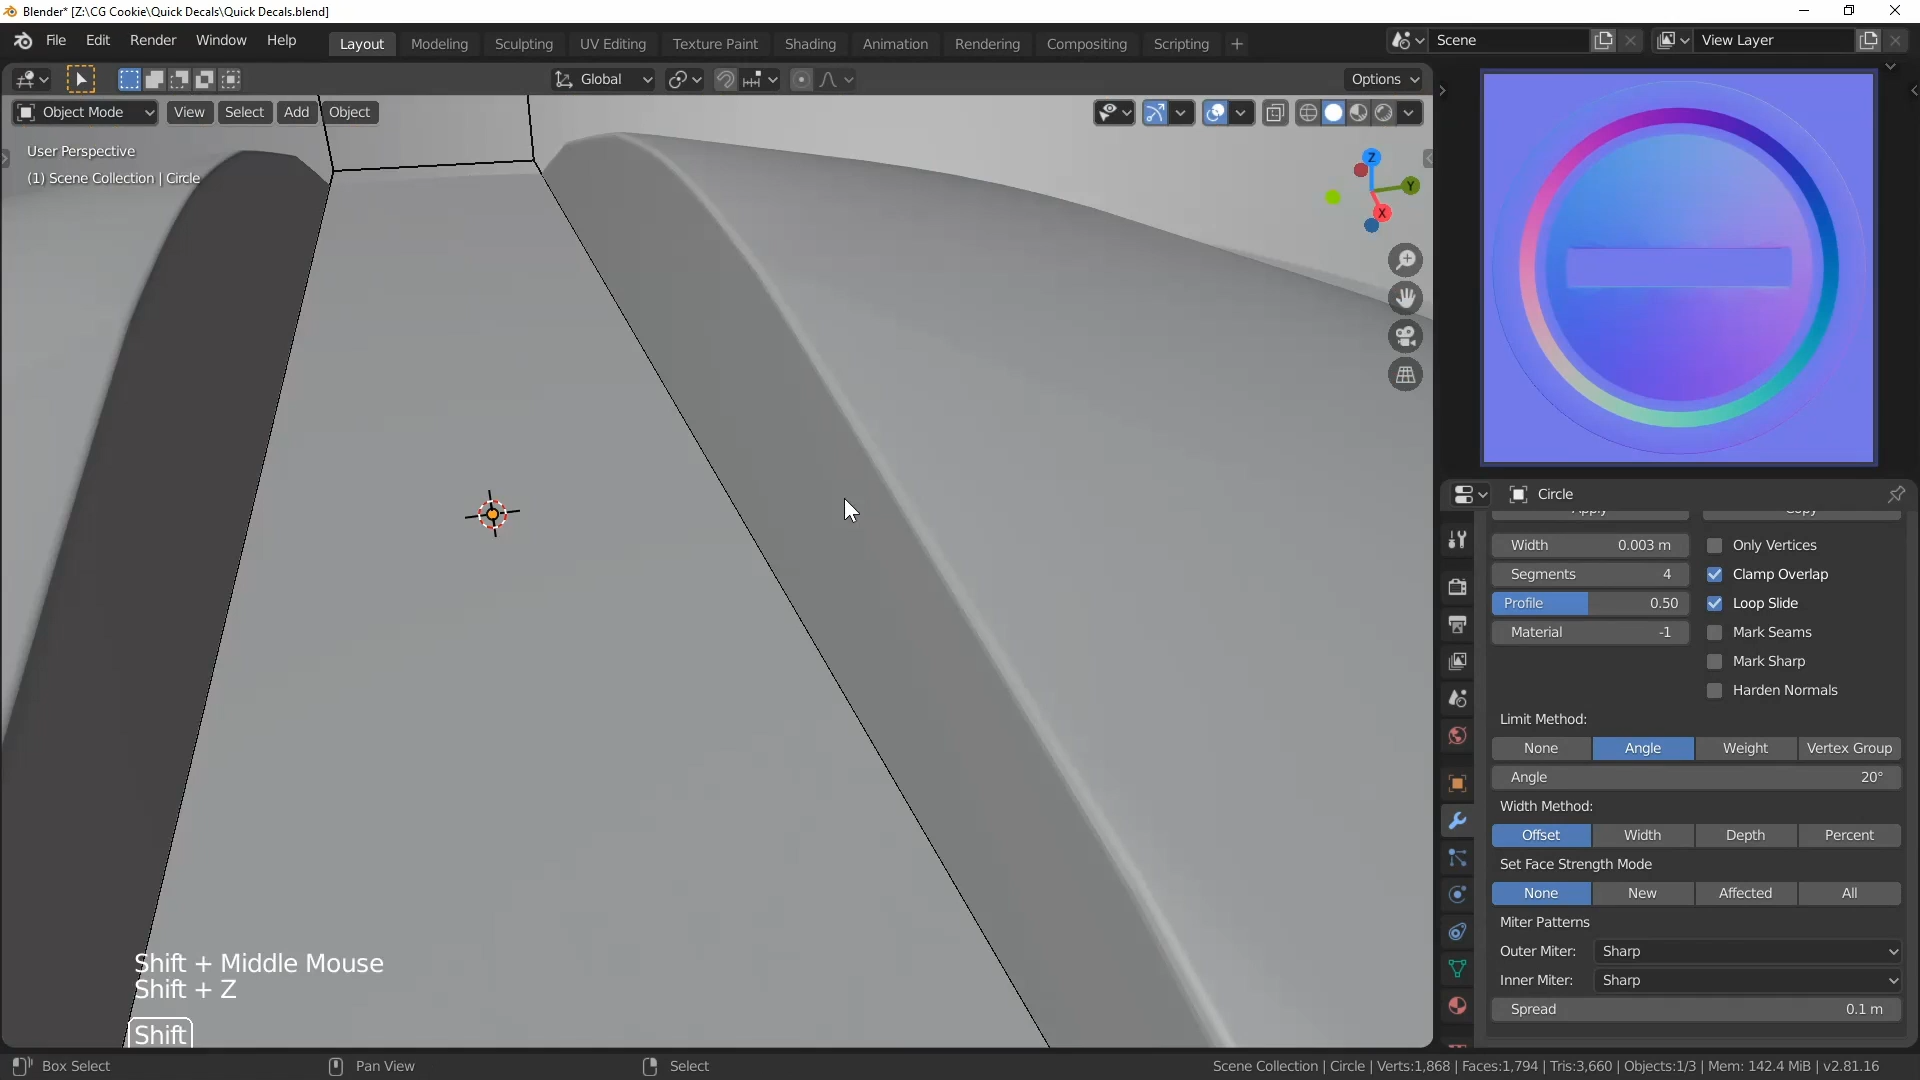 Blender* [Z:\CG Cookie\Quick Decals\Quick Decals.blend]
File Edit Render Window Help Layout Modeling Sculpting UV Editing Texture Paint Shading Animation Rendering Compositing Scripting + Scene View Layer
Global Options
Object Mode View Select Add Object
User Perspective
(1) Scene Collection | Circle
Z
Y
X
Circle
Apply Copy
Width 0.003 m Only Vertices
Segments 4 Clamp Overlap
Profile 0.50 Loop Slide
Material -1 Mark Seams
Mark Sharp
Harden Normals
Limit Method:
None Angle Weight Vertex Group
Angle 20°
Width Method:
Offset Width Depth Percent
Set Face Strength Mode
None New Affected All
Miter Patterns
Outer Miter: Sharp
Inner Miter: Sharp
Spread 0.1 m
Shift + Middle Mouse
Shift + Z
Shift
Box Select Pan View Select Scene Collection | Circle | Verts:1,868 | Faces:1,794 | Tris:3,660 | Objects:1/3 | Mem: 142.4 MiB | v2.81.16